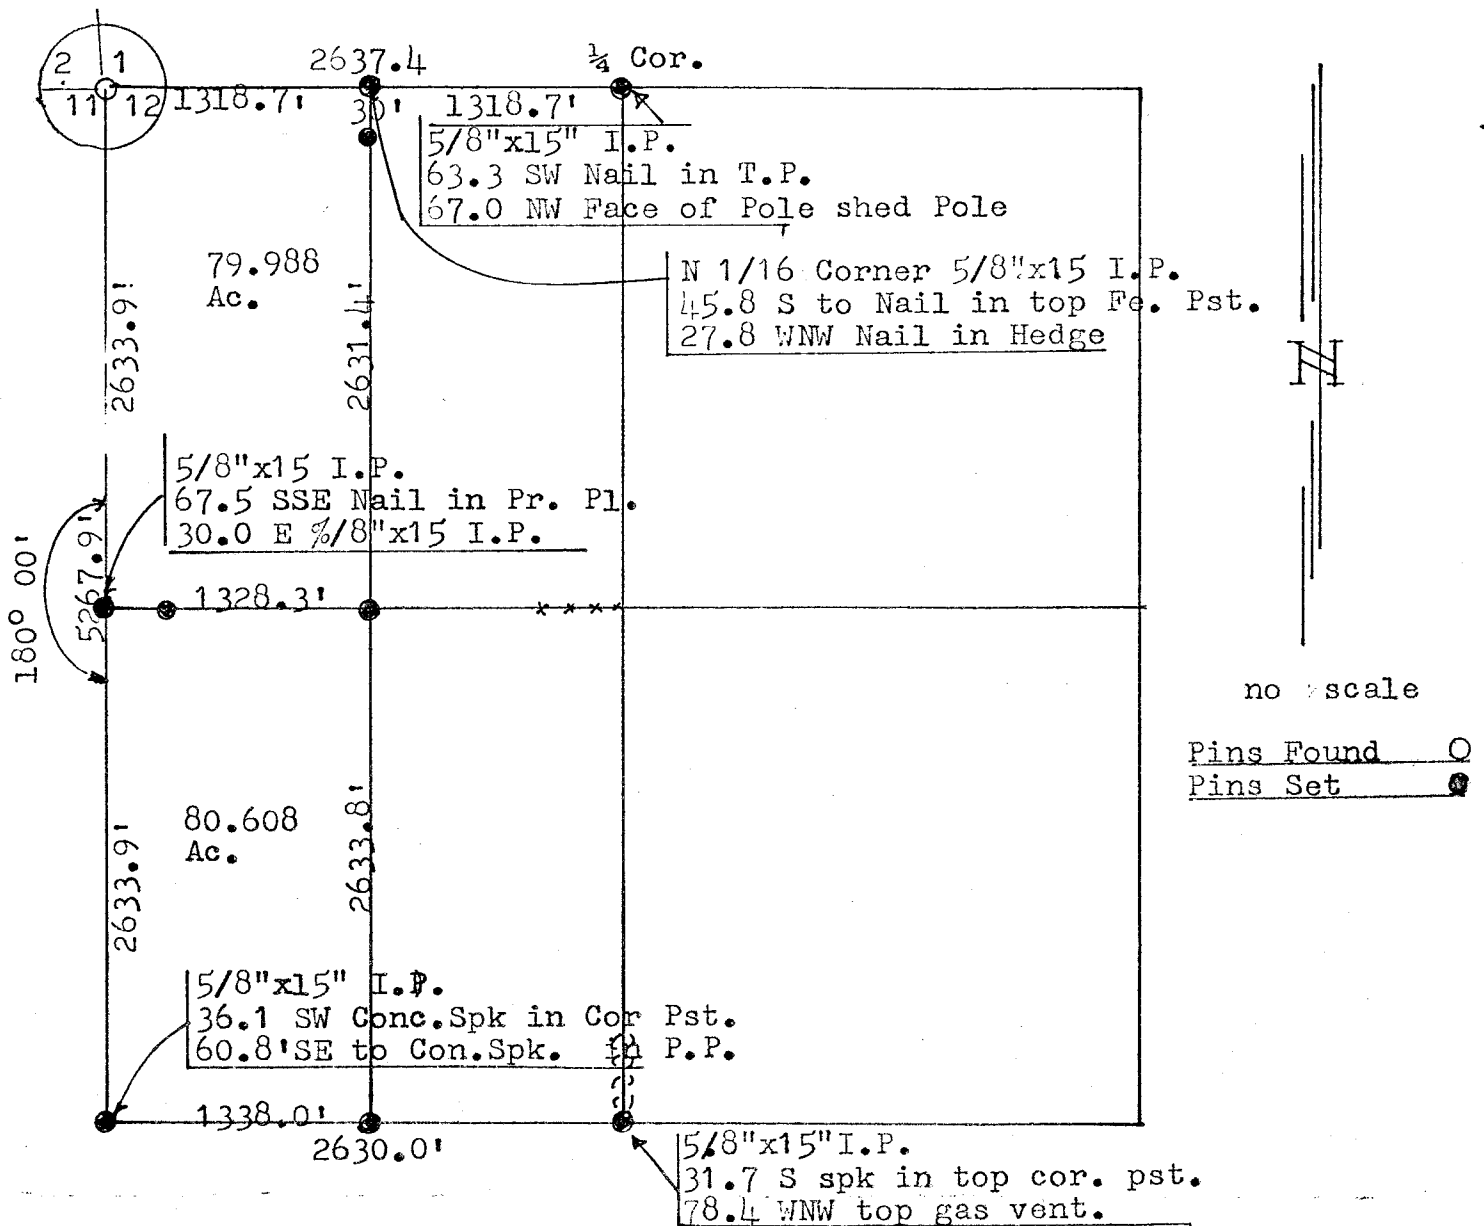 2637.4
¼ Cor.
2 1
11 12
1318.7'
30'
1318.7'
5/8"x15" I.P.
63.3 SW Nail in T.P.
67.0 NW Face of Pole shed Pole
79.988
Ac.
N 1/16 Corner 5/8"x15 I.P.
45.8 S to Nail in top Fe. Pst.
27.8 WNW Nail in Hedge
2633.9'
2631.4'
N
5/8"x15 I.P.
67.5 SSE Nail in Pr. Pl.
30.0 E %/8"x15 I.P.
180° 00'
5267.9'
1328.3'
no scale
Pins Found
Pins Set
80.608
Ac.
2633.9'
2633.8'
5/8"x15" I.P.
36.1 SW Conc.Spk in Cor Pst.
60.8'SE to Con.Spk. in P.P.
1338.0'
2630.0'
5/8"x15"I.P.
31.7 S spk in top cor. pst.
78.4 WNW top gas vent.